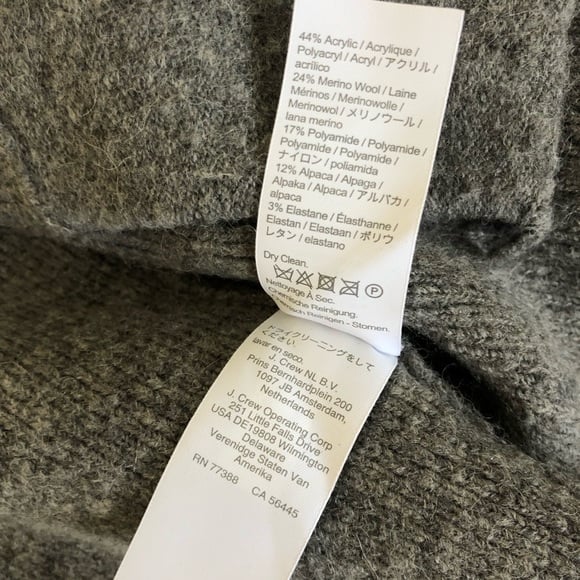 44% Acrylic / Acrylique /
Polyacryl / Acryl / アクリル /
acrílico
24% Merino Wool / Laine
Mérinos / Merinowolle /
Merinowol / メリノウール /
lana merino
17% Polyamide / Polyamide /
Polyamide / Polyamide /
ナイロン / poliamida
12% Alpaca / Alpaga /
Alpaka / Alpaca / アルパカ /
alpaca
3% Elastane / Élasthanne /
Elastan / Elastaan / ポリウ
レタン / elastano
Dry Clean.
P
Nettoyage À Sec.
Chemische Reinigung.
Chemisch Reinigen - Stomen.
ドライクリーニングをして
ください
lavar en seco.
J. Crew NL B.V.
Prins Bernhardplein 200
1097 JB Amsterdam,
Netherlands
J. Crew Operating Corp
251 Little Falls Drive
USA DE19808 Wilmington
Delaware
Verenidge Staten Van
Amerika
RN 77388 CA 56445